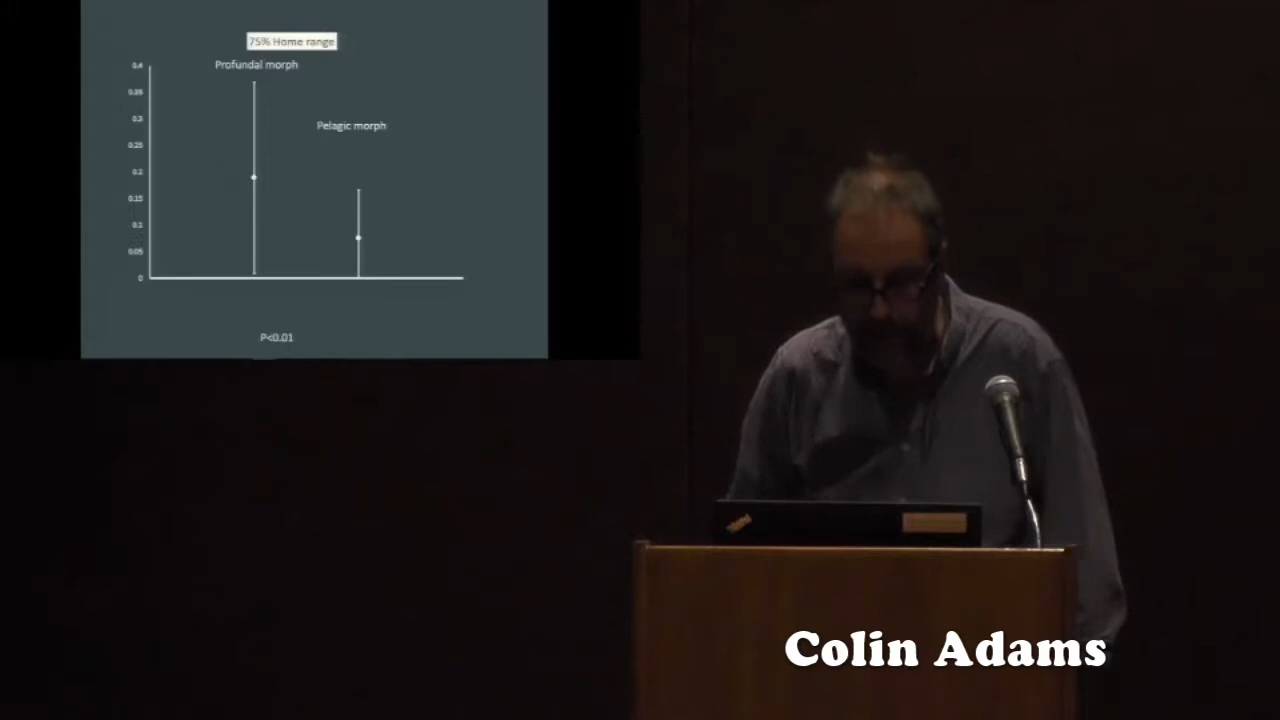 75% Home range
Profundal morph
Pelagic morph
0.4
0.35
0.3
0.25
0.2
0.15
0.1
0.05
0
P<0.01
Colin Adams